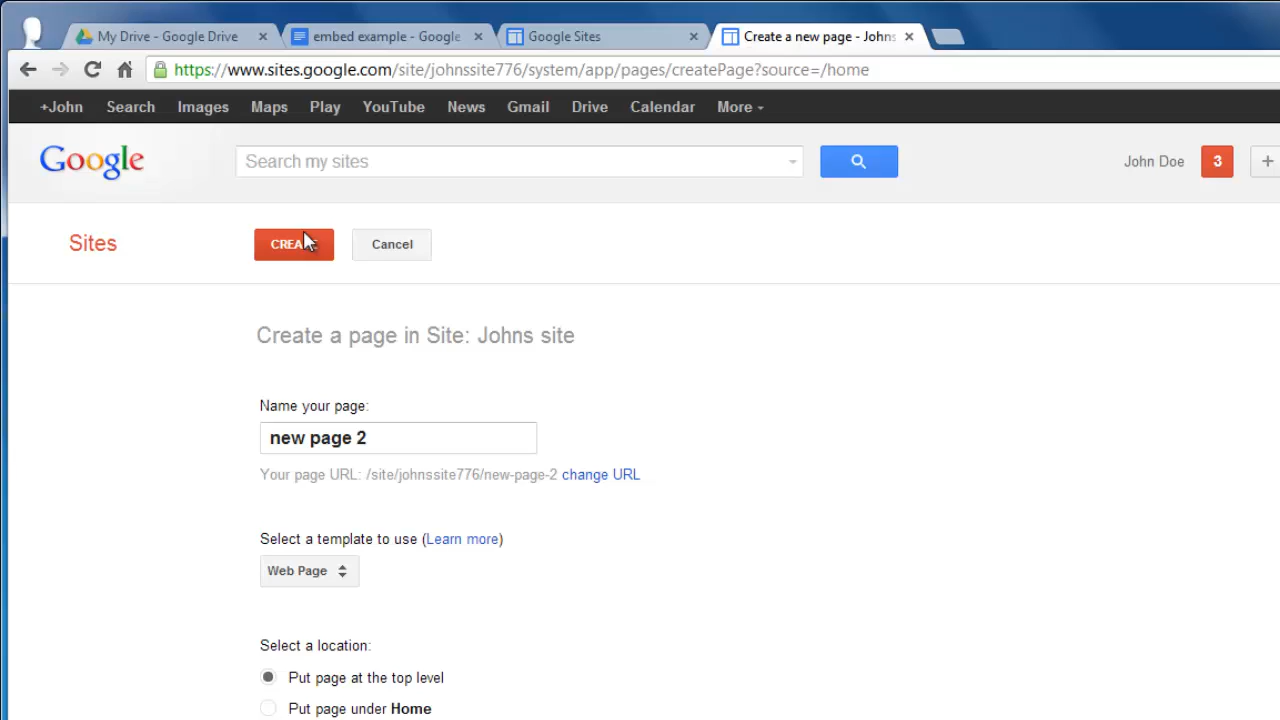 My Drive - Google Drive
embed example - Google
Google Sites
Create a new page - Johns
https://www.sites.google.com/site/johnssite776/system/app/pages/createPage?source=/home
+John Search Images Maps Play YouTube News Gmail Drive Calendar More
Google
Search my sites
John Doe
3
+
Sites
Cancel
Create a page in Site: Johns site
Name your page:
new page 2
Your page URL: /site/johnssite776/new-page-2 change URL
Select a template to use (Learn more)
Web Page
Select a location:
Put page at the top level
Put page under Home